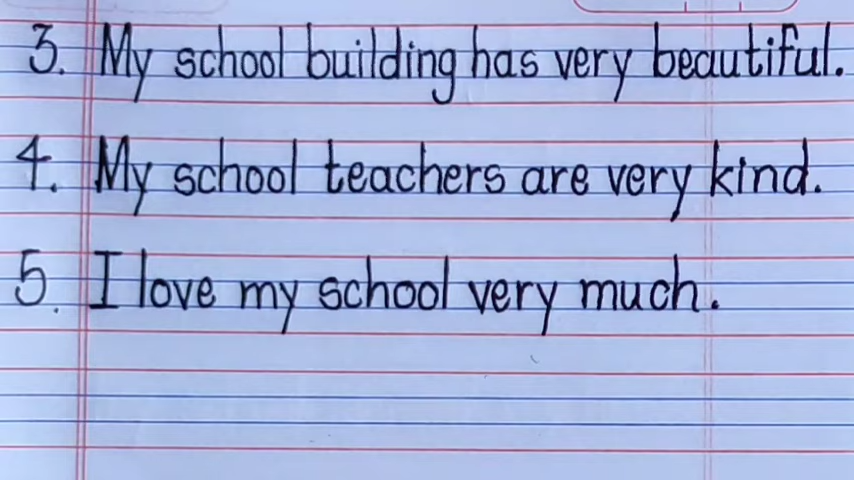 3. My school building has very beautiful.
4. My school teachers are very kind.
5. I love my school very much.